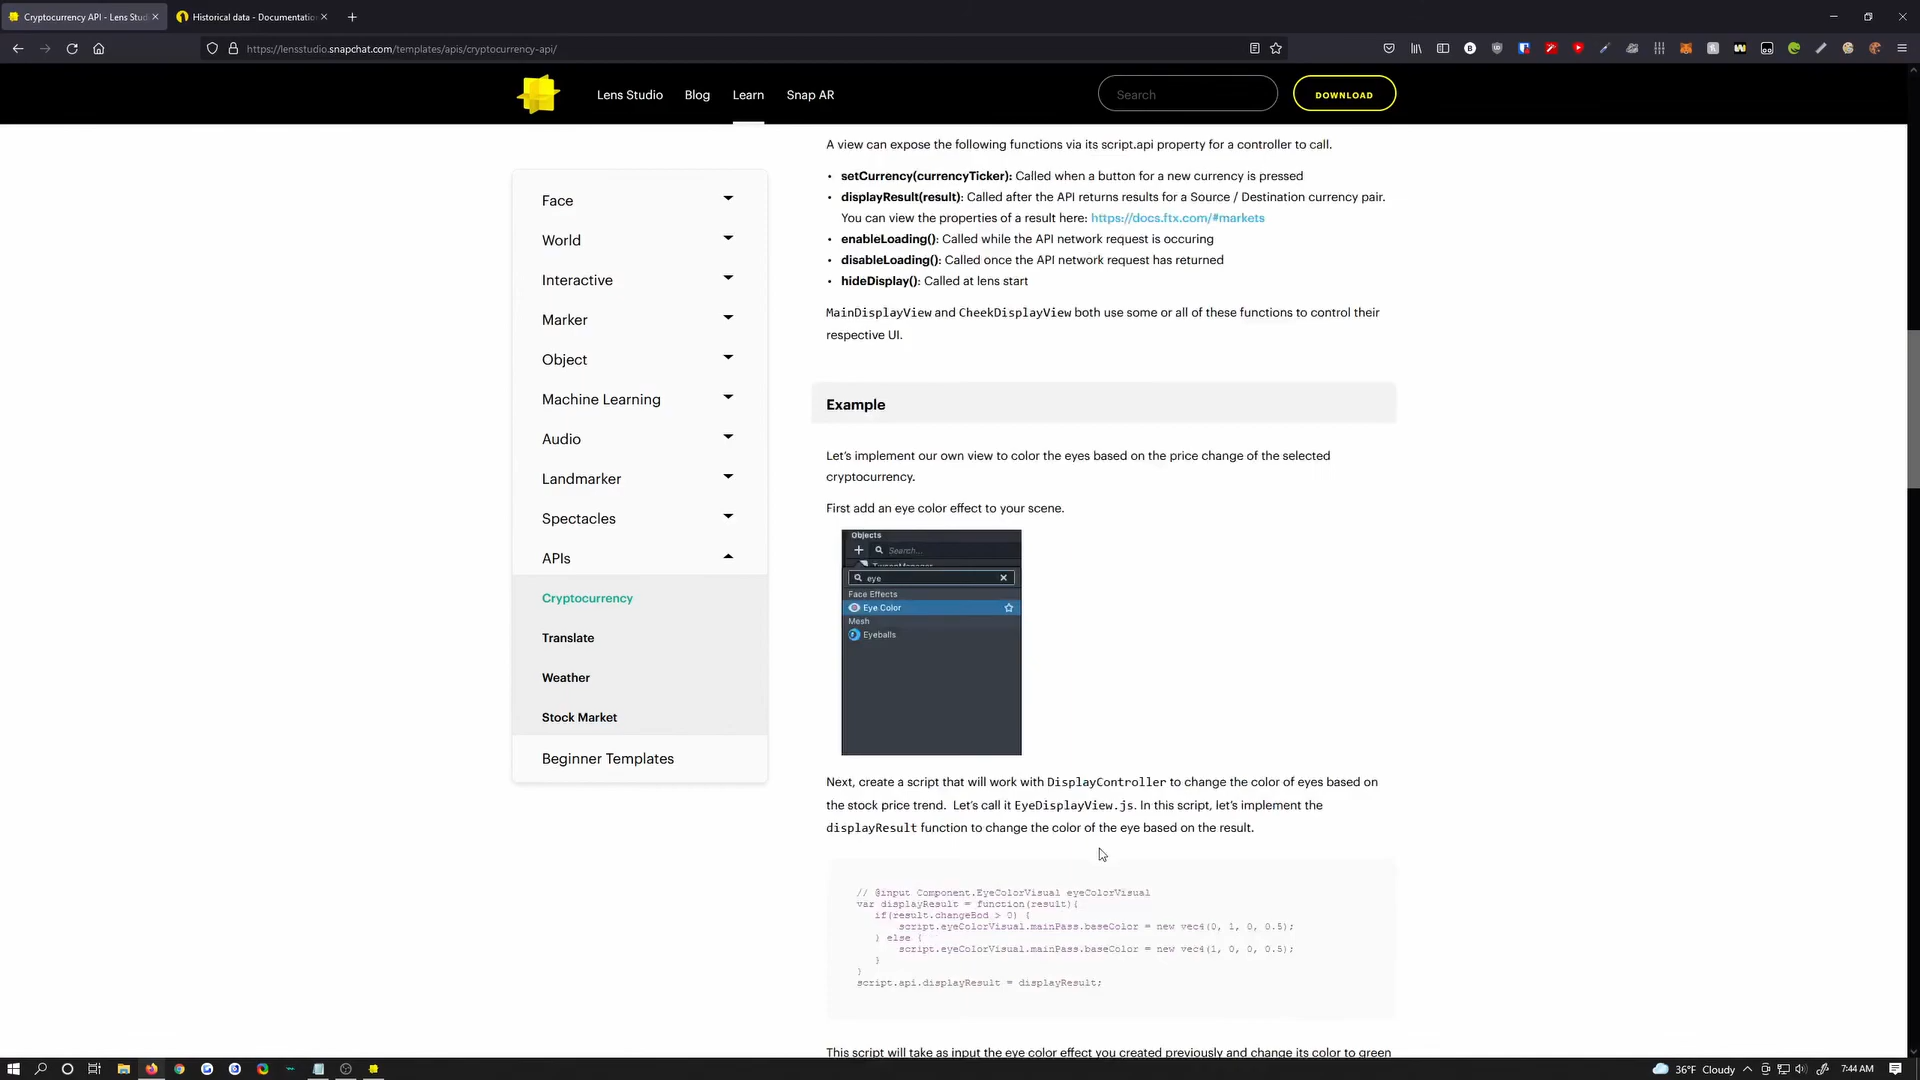 Cryptocurrency API - Lens Stud
Historical data - Documentatio
https://lensstudio.snapchat.com/templates/apis/cryptocurrency-api/
Lens Studio
Blog
Learn
Snap AR
Search
DOWNLOAD
Face
World
Interactive
Marker
Object
Machine Learning
Audio
Landmarker
Spectacles
APIs
Cryptocurrency
Translate
Weather
Stock Market
Beginner Templates
A view can expose the following functions via its script.api property for a controller to call.
• setCurrency(currencyTicker): Called when a button for a new currency is pressed
• displayResult(result): Called after the API returns results for a Source / Destination currency pair.
You can view the properties of a result here: https://docs.ftx.com/#markets
• enableLoading(): Called while the API network request is occuring
• disableLoading(): Called once the API network request has returned
• hideDisplay(): Called at lens start
MainDisplayView and CheekDisplayView both use some or all of these functions to control their
respective UI.
Example
Let's implement our own view to color the eyes based on the price change of the selected
cryptocurrency.
First add an eye color effect to your scene.
Objects
Search...
TweenManager
eye
Face Effects
Eye Color
Mesh
Eyeballs
Next, create a script that will work with DisplayController to change the color of eyes based on
the stock price trend. Let's call it EyeDisplayView.js. In this script, let's implement the
displayResult function to change the color of the eye based on the result.
// @input Component.EyeColorVisual eyeColorVisual
var displayResult = function(result){
if(result.changeBod > 0) {
script.eyeColorVisual.mainPass.baseColor = new vec4(0, 1, 0, 0.5);
} else {
script.eyeColorVisual.mainPass.baseColor = new vec4(1, 0, 0, 0.5);
}
}
script.api.displayResult = displayResult;
This script will take as input the eye color effect you created previously and change its color to green
36°F Cloudy
7:44 AM